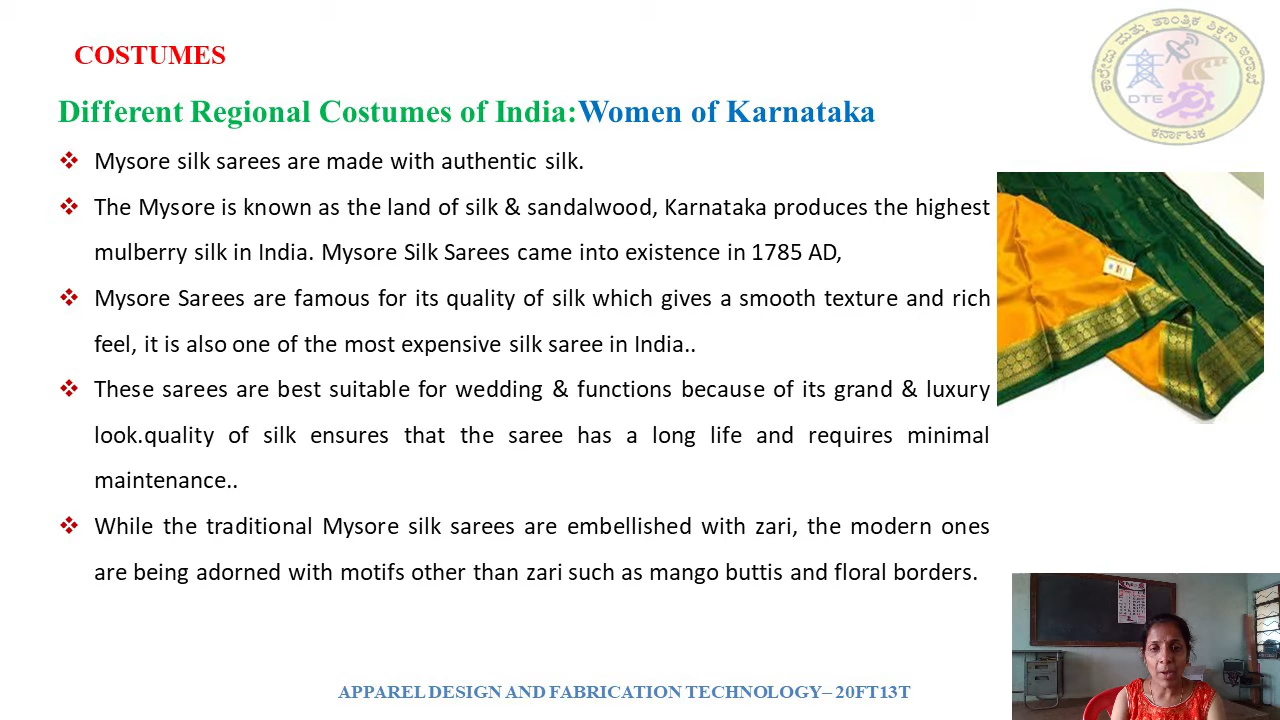 COSTUMES
Different Regional Costumes of India:Women of Karnataka
❖ Mysore silk sarees are made with authentic silk.
❖ The Mysore is known as the land of silk & sandalwood, Karnataka produces the highest
mulberry silk in India. Mysore Silk Sarees came into existence in 1785 AD,
❖ Mysore Sarees are famous for its quality of silk which gives a smooth texture and rich
feel, it is also one of the most expensive silk saree in India..
❖ These sarees are best suitable for wedding & functions because of its grand & luxury
look.quality of silk ensures that the saree has a long life and requires minimal
maintenance..
❖ While the traditional Mysore silk sarees are embellished with zari, the modern ones
are being adorned with motifs other than zari such as mango buttis and floral borders.
ಕಾಲೇಜು ಮತ್ತು ತಾಂತ್ರಿಕ ಶಿಕ್ಷಣ ಇಲಾಖೆ
DTE
ಕರ್ನಾಟಕ
APPAREL DESIGN AND FABRICATION TECHNOLOGY– 20FT13T